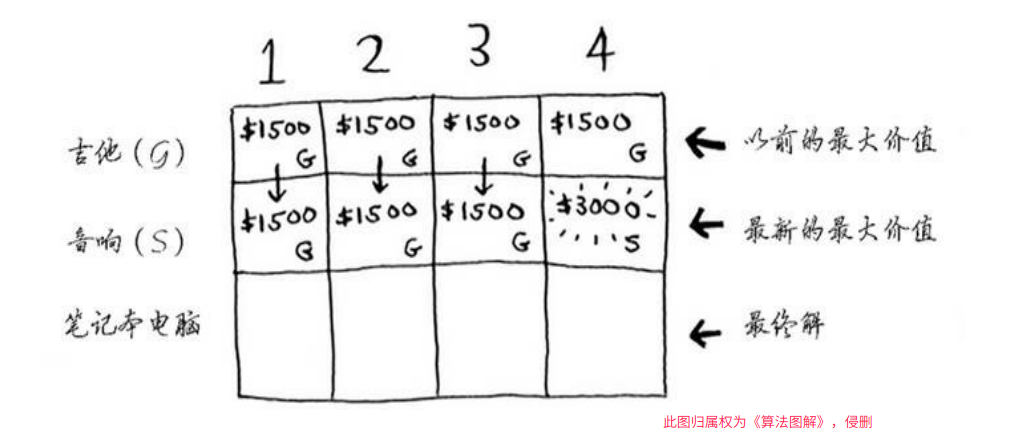 1 2 3 4
吉他(G) $1500 G $1500 G $1500 G $1500 G 以前的最大价值
音响(S) $1500 G $1500 G $1500 G $3000 S 最新的最大价值
笔记本电脑 最终解
此图归属权为《算法图解》，侵删